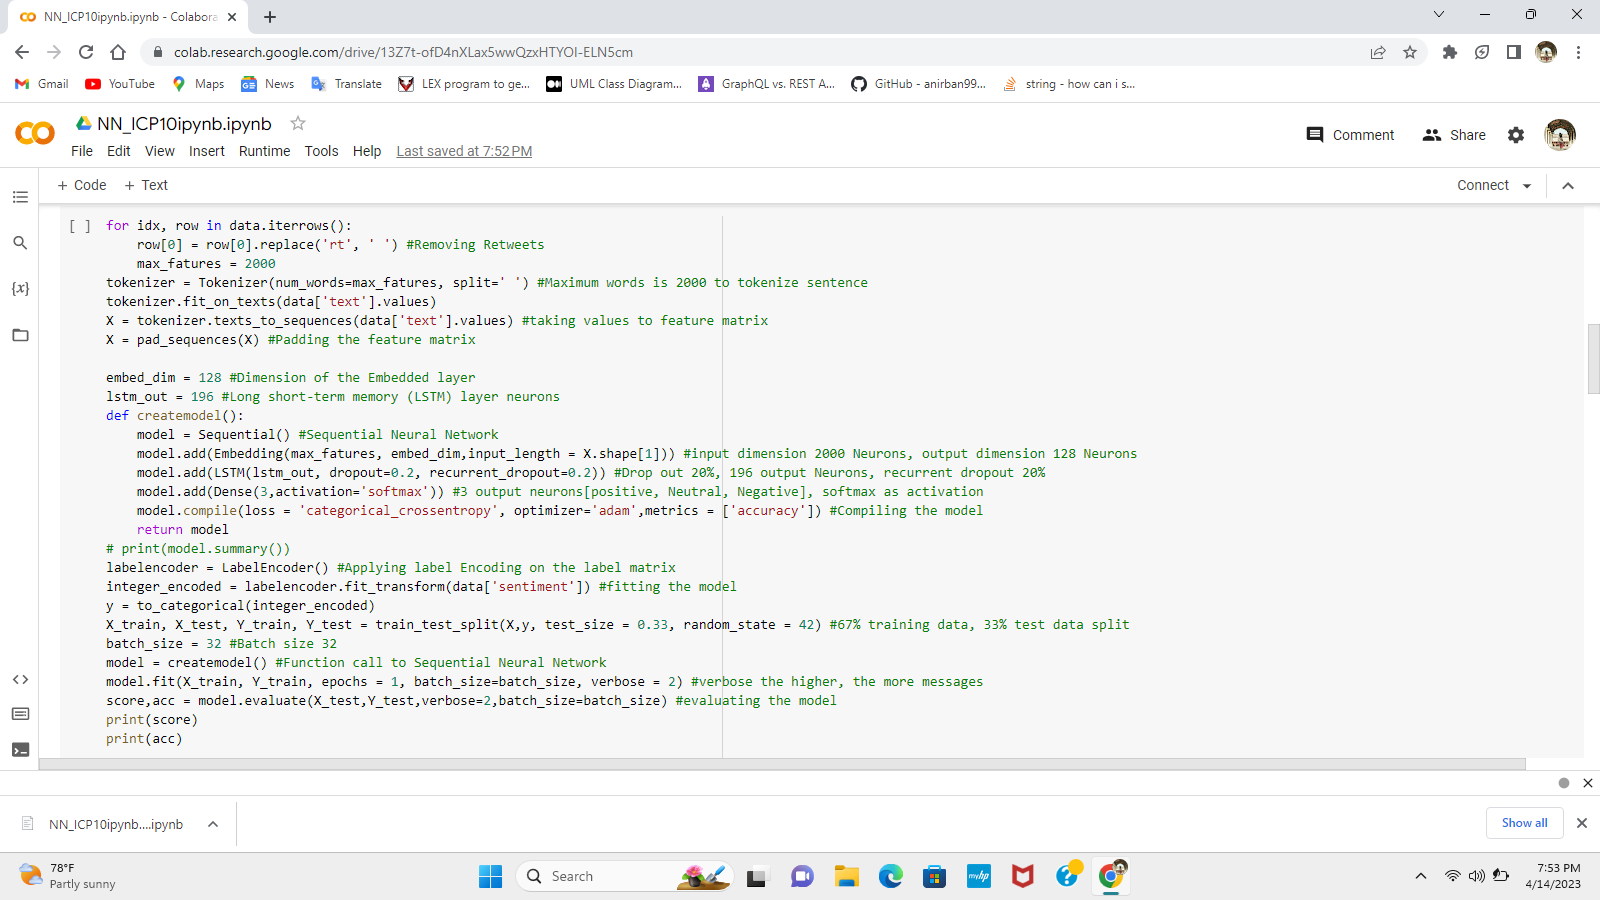 NN_ICP10ipynb.ipynb - Colabora
colab.research.google.com/drive/13Z7t-ofD4nXLax5wwQzxHTYOI-ELN5cm
Gmail YouTube Maps News Translate LEX program to ge... UML Class Diagram... GraphQL vs. REST A... GitHub - anirban99... string - how can i s...
NN_ICP10ipynb.ipynb
Comment Share
File Edit View Insert Runtime Tools Help Last saved at 7:52 PM
+ Code + Text Connect
[ ] for idx, row in data.iterrows():
row[0] = row[0].replace('rt', ' ') #Removing Retweets
max_fatures = 2000
tokenizer = Tokenizer(num_words=max_fatures, split=' ') #Maximum words is 2000 to tokenize sentence
tokenizer.fit_on_texts(data['text'].values)
X = tokenizer.texts_to_sequences(data['text'].values) #taking values to feature matrix
X = pad_sequences(X) #Padding the feature matrix
embed_dim = 128 #Dimension of the Embedded layer
lstm_out = 196 #Long short-term memory (LSTM) layer neurons
def createmodel():
model = Sequential() #Sequential Neural Network
model.add(Embedding(max_fatures, embed_dim,input_length = X.shape[1])) #input dimension 2000 Neurons, output dimension 128 Neurons
model.add(LSTM(lstm_out, dropout=0.2, recurrent_dropout=0.2)) #Drop out 20%, 196 output Neurons, recurrent dropout 20%
model.add(Dense(3,activation='softmax')) #3 output neurons[positive, Neutral, Negative], softmax as activation
model.compile(loss = 'categorical_crossentropy', optimizer='adam',metrics = ['accuracy']) #Compiling the model
return model
# print(model.summary())
labelencoder = LabelEncoder() #Applying label Encoding on the label matrix
integer_encoded = labelencoder.fit_transform(data['sentiment']) #fitting the model
y = to_categorical(integer_encoded)
X_train, X_test, Y_train, Y_test = train_test_split(X,y, test_size = 0.33, random_state = 42) #67% training data, 33% test data split
batch_size = 32 #Batch size 32
model = createmodel() #Function call to Sequential Neural Network
model.fit(X_train, Y_train, epochs = 1, batch_size=batch_size, verbose = 2) #verbose the higher, the more messages
score,acc = model.evaluate(X_test,Y_test,verbose=2,batch_size=batch_size) #evaluating the model
print(score)
print(acc)
{x}
NN_ICP10ipynb....ipynb
Show all
78°F
Partly sunny
Search
myhp
7:53 PM
4/14/2023